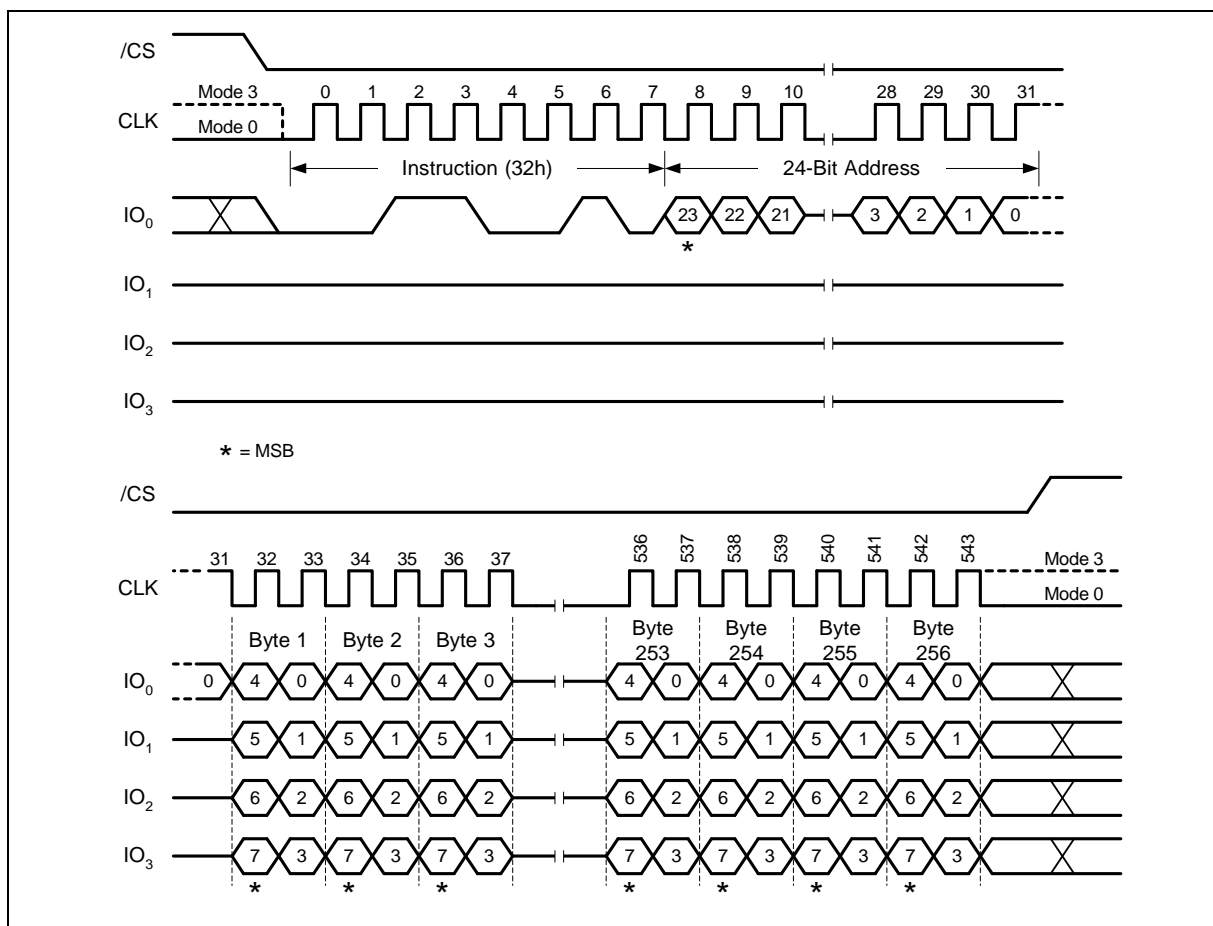 /CS
Mode 3 0 1 2 3 4 5 6 7 8 9 10 28 29 30 31
CLK
Mode 0
Instruction (32h) 24-Bit Address
IO0 23 22 21 3 2 1 0
*
IO1
IO2
IO3
* = MSB
/CS
31 32 33 34 35 36 37 536 537 538 539 540 541 542 543 Mode 3
CLK
Mode 0
Byte 1 Byte 2 Byte 3 Byte 253 Byte 254 Byte 255 Byte 256
IO0 0 4 0 4 0 4 0 4 0 4 0 4 0 4 0
IO1 5 1 5 1 5 1 5 1 5 1 5 1 5 1
IO2 6 2 6 2 6 2 6 2 6 2 6 2 6 2
IO3 7 3 7 3 7 3 7 3 7 3 7 3 7 3
* * * * * * *